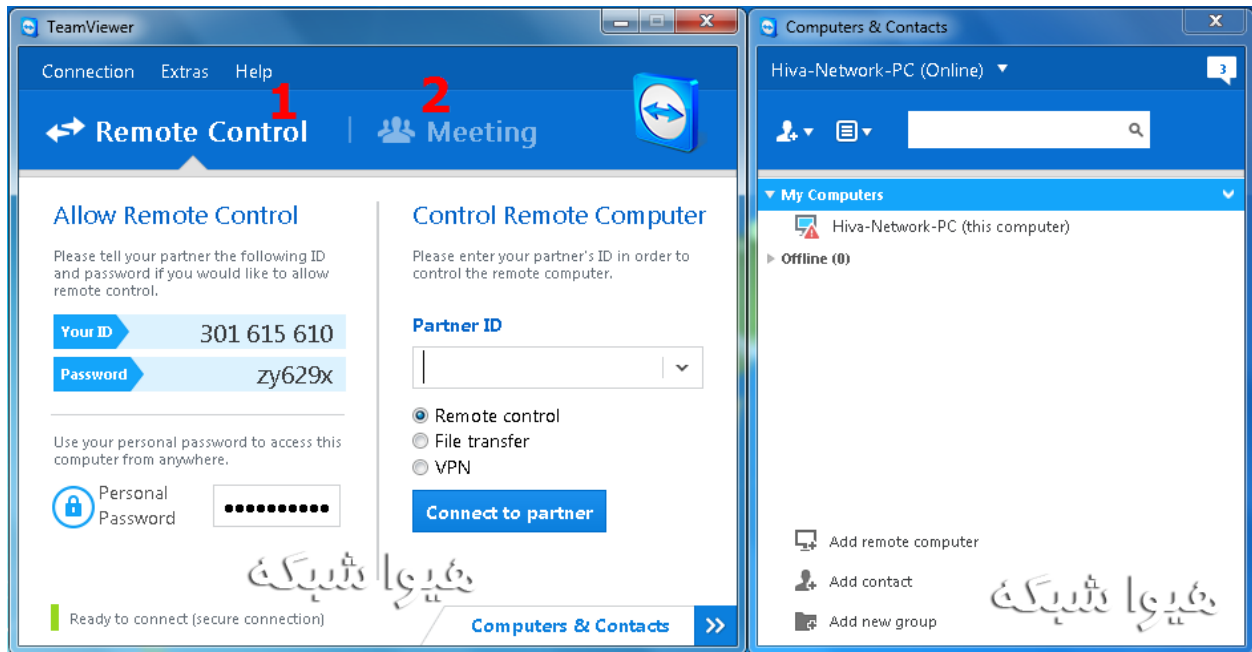 TeamViewer
Connection Extras Help
1 2
Remote Control | Meeting
Allow Remote Control
Please tell your partner the following ID
and password if you would like to allow
remote control.
Your ID 301 615 610
Password zy629x
Use your personal password to access this
computer from anywhere.
Personal
Password ••••••••••
Ready to connect (secure connection)
Control Remote Computer
Please enter your partner's ID in order to
control the remote computer.
Partner ID
Remote control
File transfer
VPN
Connect to partner
هیوا شبکه
Computers & Contacts
Computers & Contacts
Hiva-Network-PC (Online)
3
My Computers
Hiva-Network-PC (this computer)
Offline (0)
Add remote computer
Add contact
Add new group
هیوا شبکه